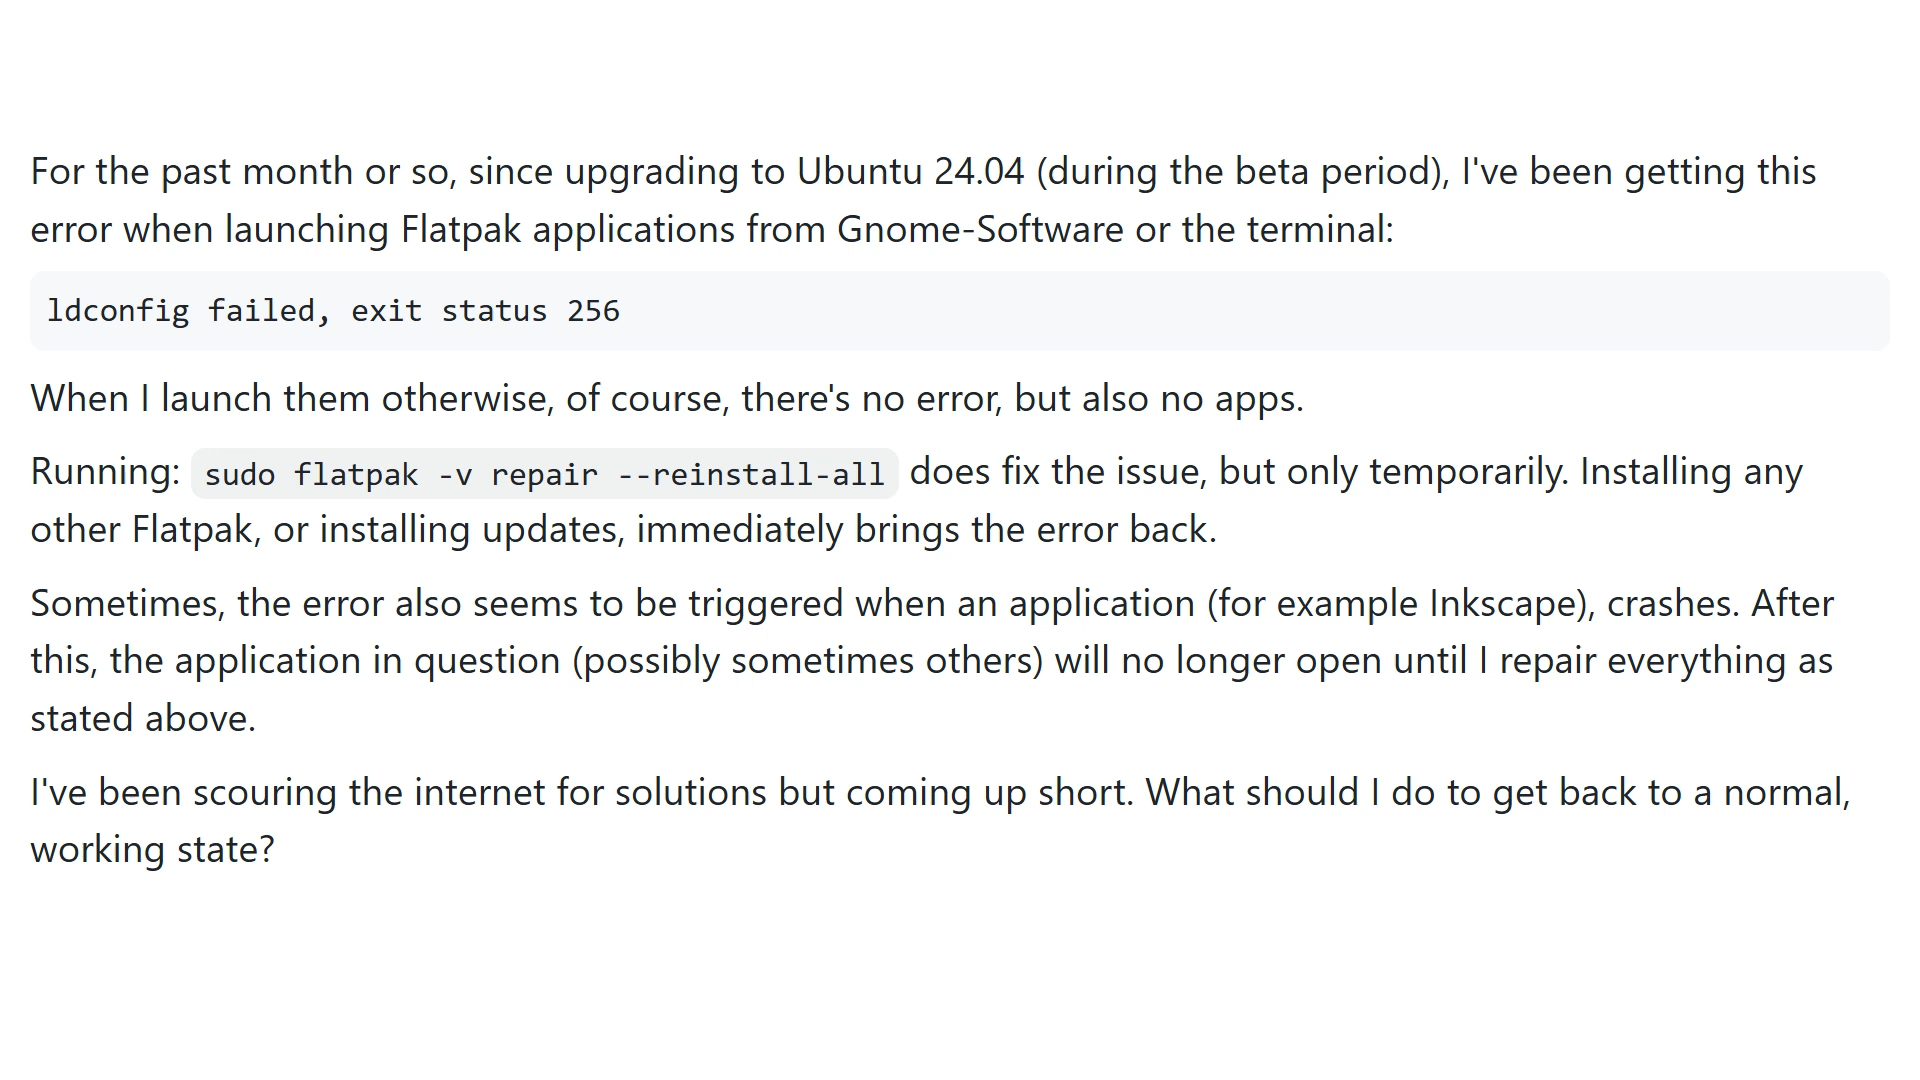 For the past month or so, since upgrading to Ubuntu 24.04 (during the beta period), I've been getting this
error when launching Flatpak applications from Gnome-Software or the terminal:
ldconfig failed, exit status 256
When I launch them otherwise, of course, there's no error, but also no apps.
Running: sudo flatpak -v repair --reinstall-all does fix the issue, but only temporarily. Installing any
other Flatpak, or installing updates, immediately brings the error back.
Sometimes, the error also seems to be triggered when an application (for example Inkscape), crashes. After
this, the application in question (possibly sometimes others) will no longer open until I repair everything as
stated above.
I've been scouring the internet for solutions but coming up short. What should I do to get back to a normal,
working state?